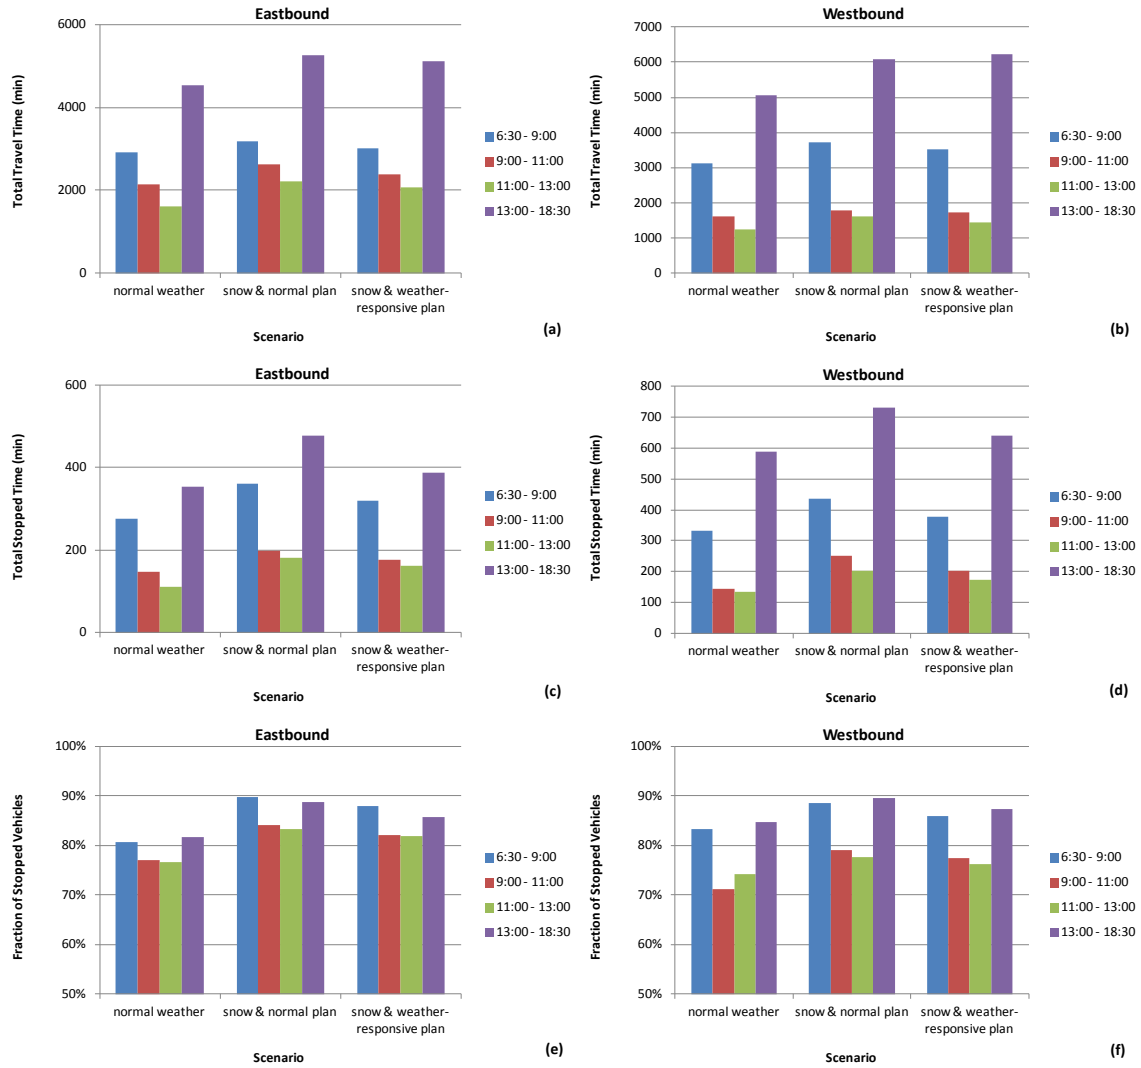 Eastbound
Total Travel Time (min)
6000
4000
2000
0
normal weather
snow & normal plan
snow & weather-
responsive plan
Scenario
6:30 - 9:00
9:00 - 11:00
11:00 - 13:00
13:00 - 18:30
(a)
Westbound
Total Travel Time (min)
7000
6000
5000
4000
3000
2000
1000
0
normal weather
snow & normal plan
snow & weather-
responsive plan
Scenario
6:30 - 9:00
9:00 - 11:00
11:00 - 13:00
13:00 - 18:30
(b)
Eastbound
Total Stopped Time (min)
600
400
200
0
normal weather
snow & normal plan
snow & weather-
responsive plan
Scenario
6:30 - 9:00
9:00 - 11:00
11:00 - 13:00
13:00 - 18:30
(c)
Westbound
Total Stopped Time (min)
800
700
600
500
400
300
200
100
0
normal weather
snow & normal plan
snow & weather-
responsive plan
Scenario
6:30 - 9:00
9:00 - 11:00
11:00 - 13:00
13:00 - 18:30
(d)
Eastbound
Fraction of Stopped Vehicles
100%
90%
80%
70%
60%
50%
normal weather
snow & normal plan
snow & weather-
responsive plan
Scenario
6:30 - 9:00
9:00 - 11:00
11:00 - 13:00
13:00 - 18:30
(e)
Westbound
Fraction of Stopped Vehicles
100%
90%
80%
70%
60%
50%
normal weather
snow & normal plan
snow & weather-
responsive plan
Scenario
6:30 - 9:00
9:00 - 11:00
11:00 - 13:00
13:00 - 18:30
(f)